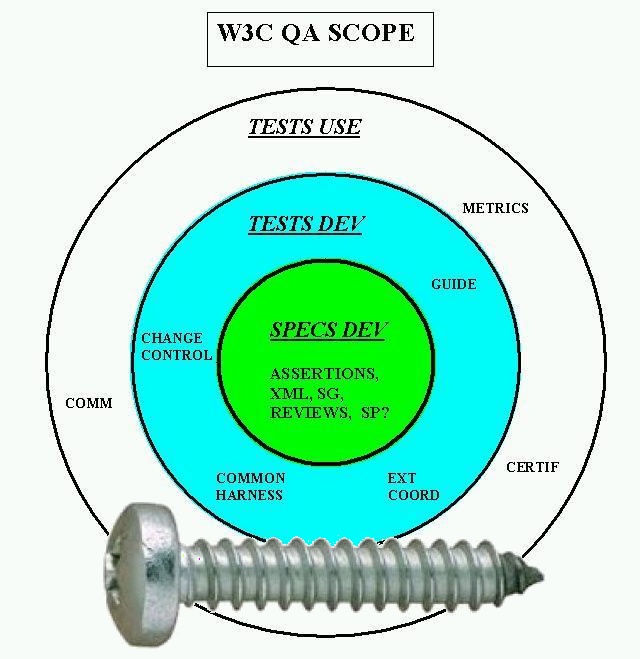 W3C QA SCOPE
TESTS USE
METRICS
TESTS DEV
GUIDE
SPECS DEV
CHANGE
CONTROL
ASSERTIONS,
XML, SG,
REVIEWS, SP?
COMM
CERTIF
COMMON
HARNESS
EXT
COORD